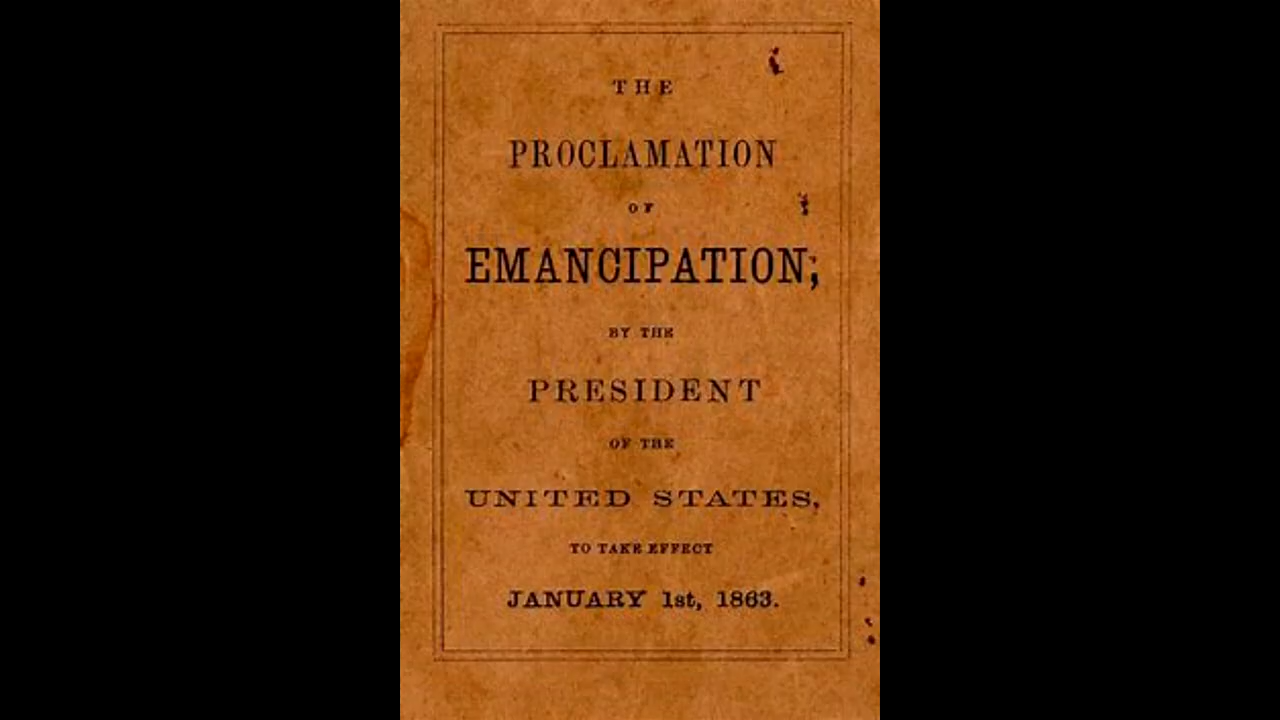 THE
PROCLAMATION
OF
EMANCIPATION;
BY THE
PRESIDENT
OF THE
UNITED STATES,
TO TAKE EFFECT
JANUARY 1st, 1863.